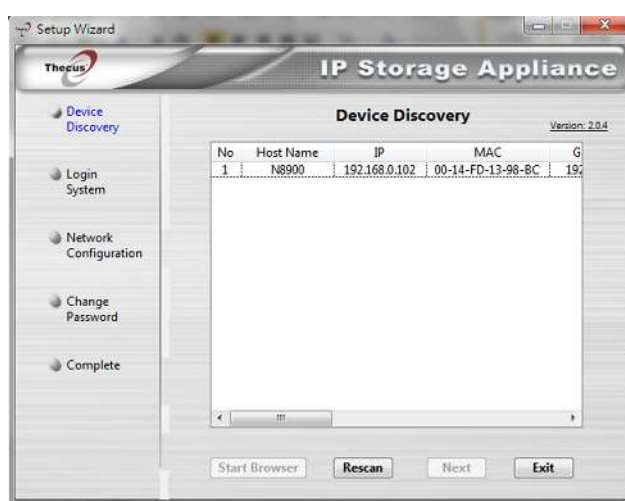 Setup Wizard
Thecus
IP Storage Appliance
Device
Discovery
Login
System
Network
Configuration
Change
Password
Complete
Device Discovery
Version: 2.0.4
No Host Name IP MAC G
1 N8900 192.168.0.102 00-14-FD-13-98-BC 192
Start Browser Rescan Next Exit